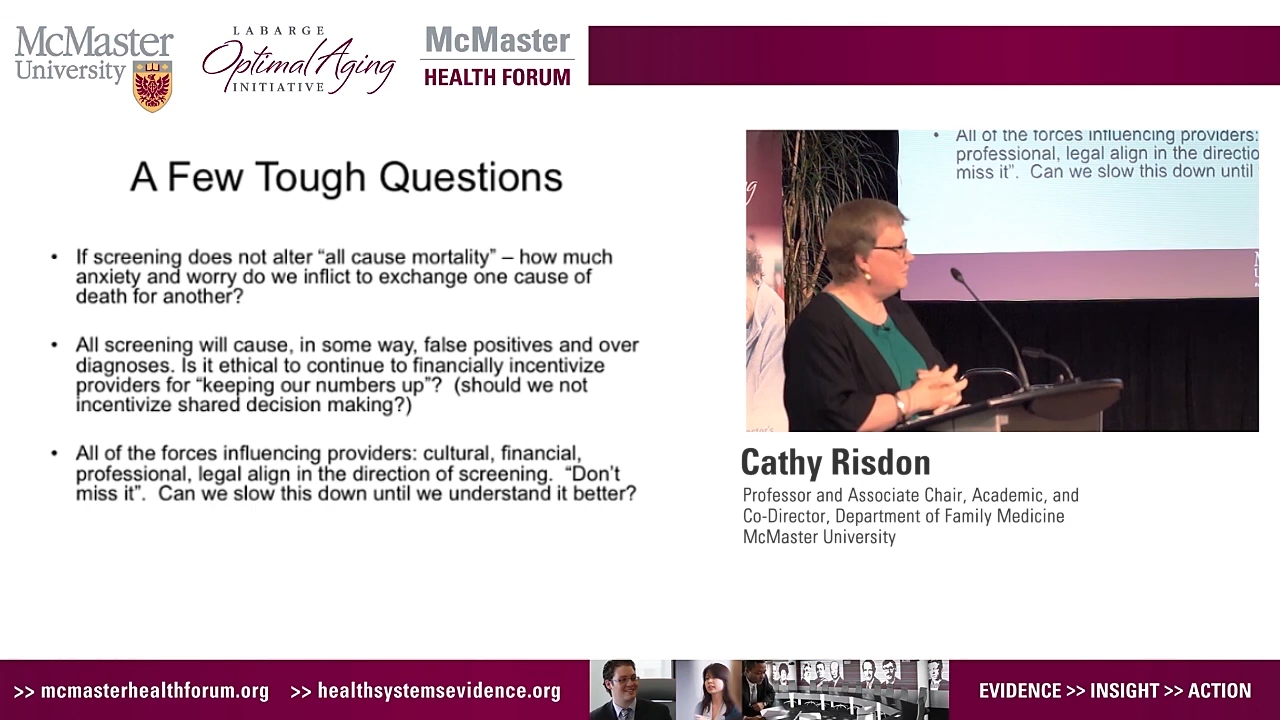 McMaster
University
LABARGE
Optimal Aging
INITIATIVE
McMaster
HEALTH FORUM
A Few Tough Questions
• If screening does not alter “all cause mortality” – how much
anxiety and worry do we inflict to exchange one cause of
death for another?
• All screening will cause, in some way, false positives and over
diagnoses. Is it ethical to continue to financially incentivize
providers for “keeping our numbers up”? (should we not
incentivize shared decision making?)
• All of the forces influencing providers: cultural, financial,
professional, legal align in the direction of screening. “Don’t
miss it”. Can we slow this down until we understand it better?
• All of the forces influencing providers:
professional, legal align in the directio
miss it”. Can we slow this down until
Cathy Risdon
Professor and Associate Chair, Academic, and
Co-Director, Department of Family Medicine
McMaster University
>> mcmasterhealthforum.org >> healthsystemsevidence.org
EVIDENCE >> INSIGHT >> ACTION